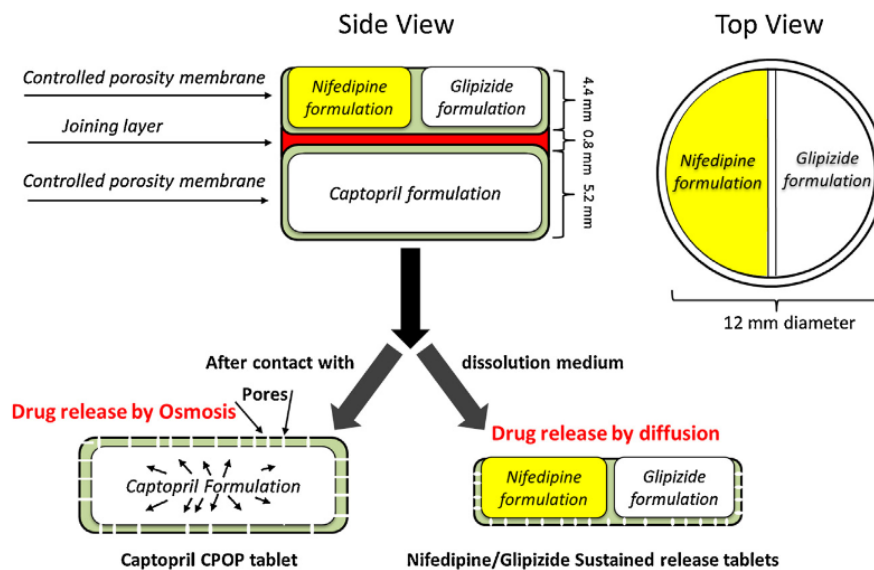 Side View
Top View
Controlled porosity membrane
Joining layer
Controlled porosity membrane
Nifedipine
formulation
Glipizide
formulation
Captopril formulation
4.4 mm
0.8 mm
5.2 mm
Nifedipine
formulation
Glipizide
formulation
12 mm diameter
After contact with
dissolution medium
Pores
Drug release by Osmosis
Captopril Formulation
Captopril CPOP tablet
Drug release by diffusion
Nifedipine
formulation
Glipizide
formulation
Nifedipine/Glipizide Sustained release tablets